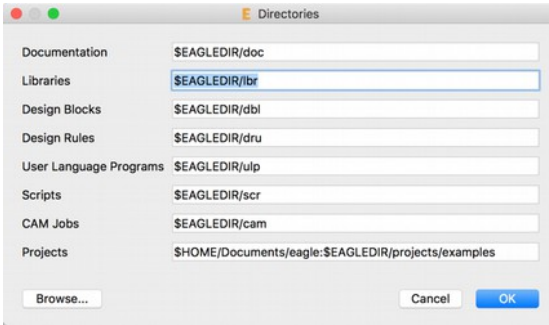 E Directories
Documentation $EAGLEDIR/doc
Libraries $EAGLEDIR/lbr
Design Blocks $EAGLEDIR/dbl
Design Rules $EAGLEDIR/dru
User Language Programs $EAGLEDIR/ulp
Scripts $EAGLEDIR/scr
CAM Jobs $EAGLEDIR/cam
Projects $HOME/Documents/eagle:$EAGLEDIR/projects/examples
Browse... Cancel OK